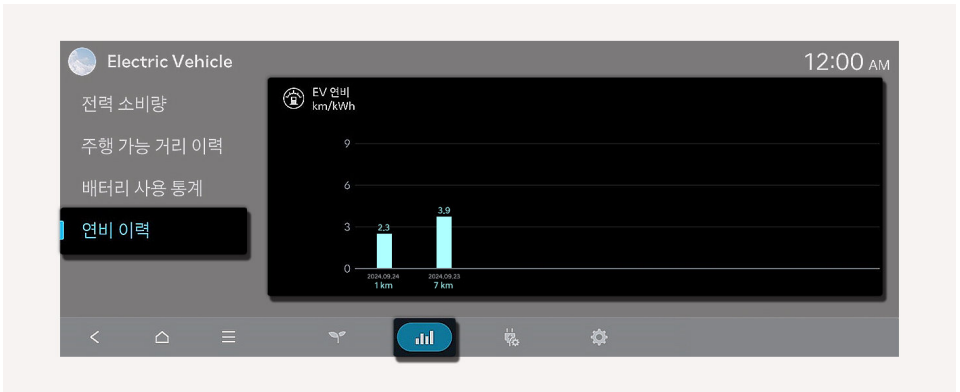 Electric Vehicle
12:00 AM
전력 소비량
주행 가능 거리 이력
배터리 사용 통계
연비 이력
EV 연비
km/kWh
9
6
3
0
2.3
3.9
2024.09.24
1 km
2024.09.23
7 km